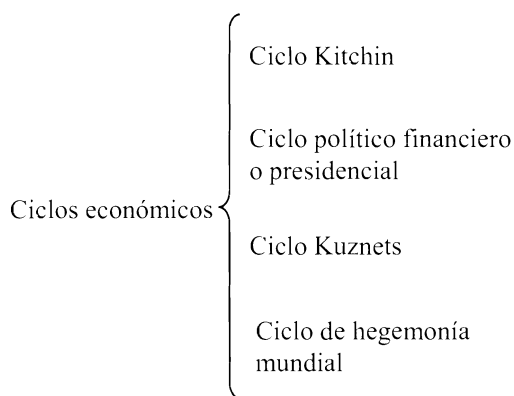 Ciclo Kitchin
Ciclo político financiero
o presidencial
Ciclos económicos
Ciclo Kuznets
Ciclo de hegemonía
mundial